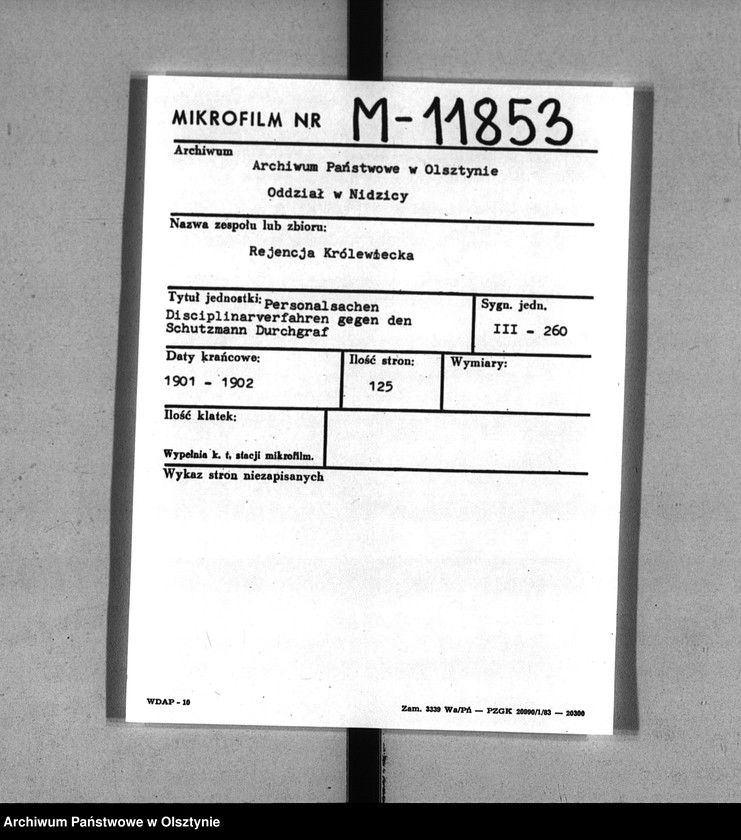 MIKROFILM NR M-11853
Archiwum
Archiwum Państwowe w Olsztynie
Oddział w Nidzicy
Nazwa zespołu lub zbioru:
Rejencja Królewiecka
Tytuł jednostki: Personalsachen
Disciplinarverfahren gegen den
Schutzmann Durchgraf
Sygn. jedn.
III - 260
Daty krańcowe:
1901 - 1902
Ilość stron:
125
Wymiary:
Ilość klatek:
Wypełnia k. t. stacji mikrofilm.
Wykaz stron niezapisanych
WDAP - 10
Zam. 3339 Wa/Pń — PZGK 20990/1/83 — 20300
Archiwum Państwowe w Olsztynie